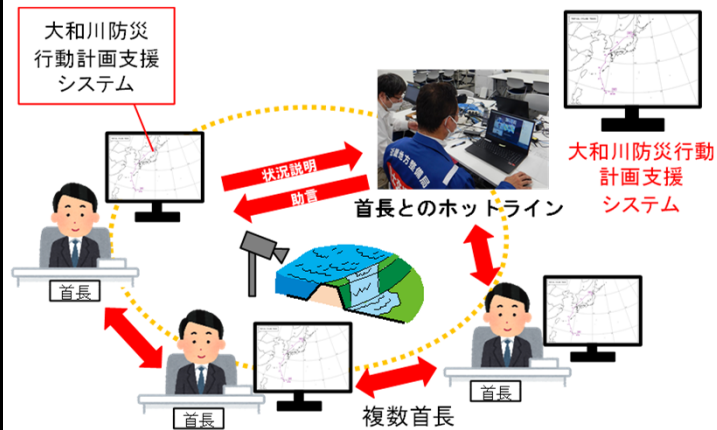 大和川防災
行動計画支援
システム
状況説明
助言
首長とのホットライン
大和川防災行動
計画支援
システム
首長
首長
首長
複数首長